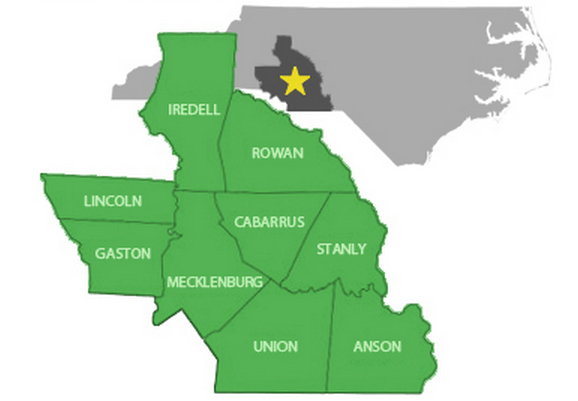 IREDELL
ROWAN
LINCOLN
CABARRUS
STANLY
GASTON
MECKLENBURG
UNION
ANSON